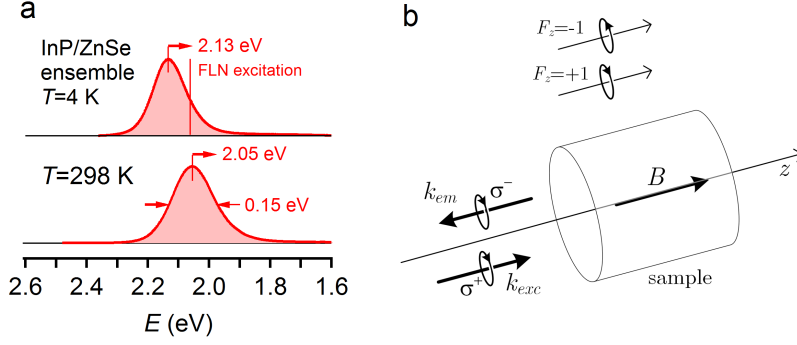 a
InP/ZnSe
ensemble
T=4 K
2.13 eV
FLN excitation
T=298 K
2.05 eV
0.15 eV
2.6 2.4 2.2 2.0 1.8 1.6
E (eV)
b
F_z=-1
F_z=+1
B
z
k_em
σ⁻
σ⁺
k_exc
sample